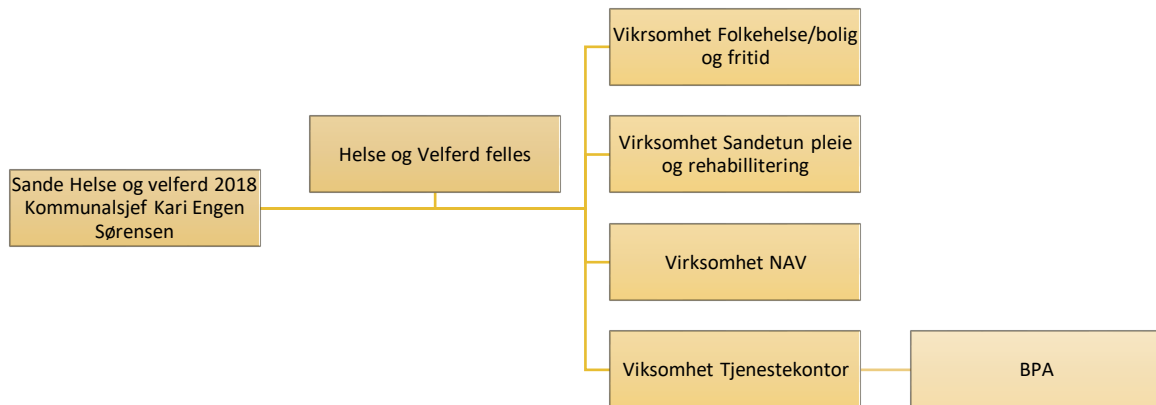 Sande Helse og velferd 2018
Kommunalsjef Kari Engen
Sørensen
Helse og Velferd felles
Vikrsomhet Folkehelse/bolig
og fritid
Virksomhet Sandetun pleie
og rehabillitering
Virksomhet NAV
Viksomhet Tjenestekontor
BPA